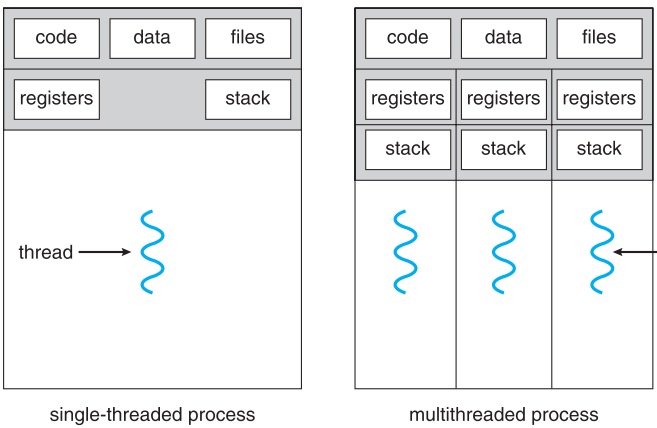 code data files code data files
registers stack registers registers registers
stack stack stack
thread
single-threaded process multithreaded process